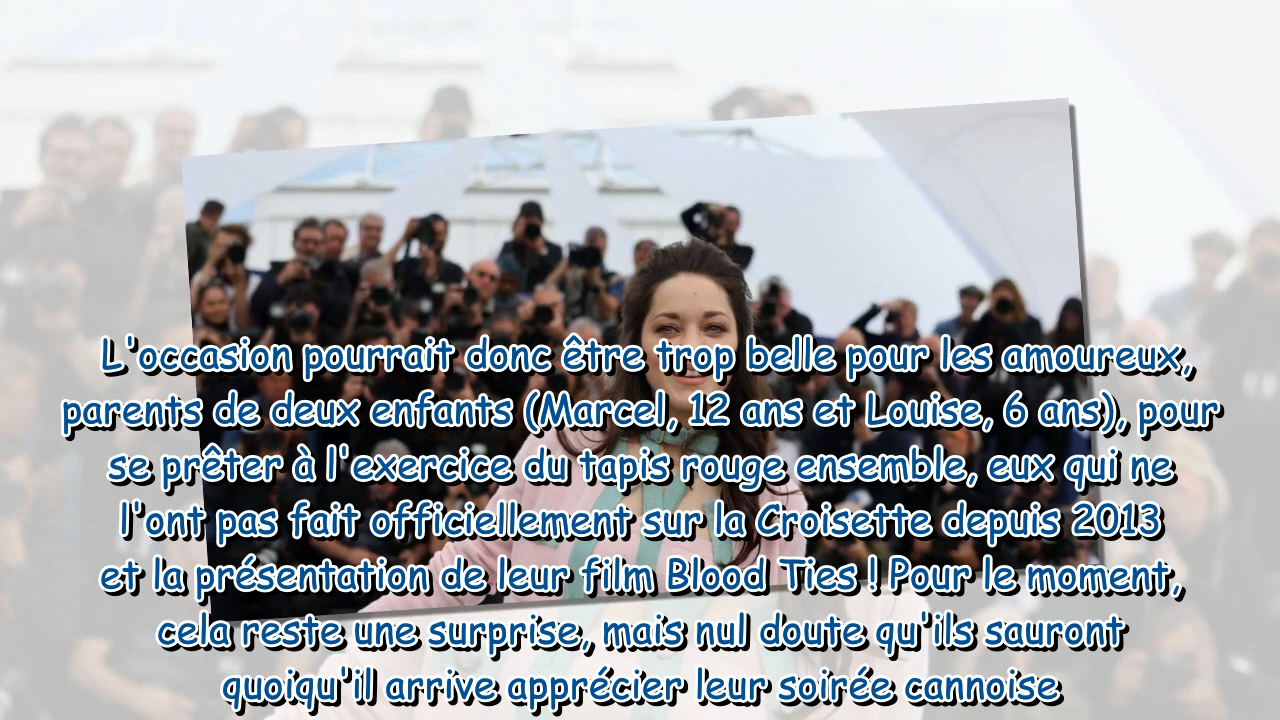 L'occasion pourrait donc être trop belle pour les amoureux,
parents de deux enfants (Marcel, 12 ans et Louise, 6 ans), pour
se prêter à l'exercice du tapis rouge ensemble, eux qui ne
l'ont pas fait officiellement sur la Croisette depuis 2013
et la présentation de leur film Blood Ties ! Pour le moment,
cela reste une surprise, mais nul doute qu'ils sauront
quoiqu'il arrive apprécier leur soirée cannoise